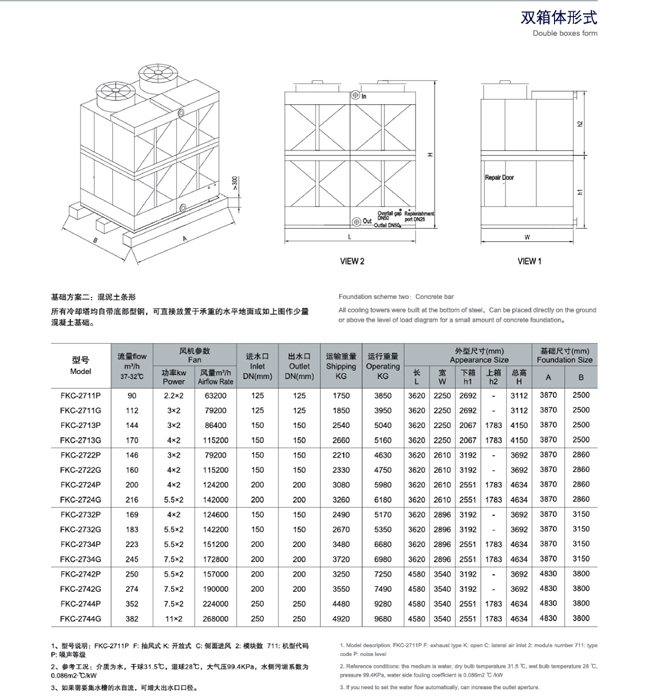 双箱体形式
Double boxes form
In
Out
Overfall gap DN50
Replenishment port DN25
Outlet DN50
>300
A
B
H
L
VIEW 2
Repair Door
h2
h1
W
VIEW 1
基础方案二：混泥土条形
所有冷却塔均自带底部型钢，可直接放置于承重的水平地面或如上图作少量
混凝土基础。
Foundation scheme two: Concrete bar
All cooling towers were built at the bottom of steel, Can be placed directly on the ground
or above the level of load diagram for a small amount of concrete foundation。
型号 Model 流量flow m³/h 37-32℃ 风机参数 Fan 进水口 Inlet DN(mm) 出水口 Outlet DN(mm) 运输重量 Shipping KG 运行重量 Operating KG 外型尺寸(mm) Appearance Size 基础尺寸(mm) Foundation Size
功率kw Power 风量m³/h Airflow Rate 长 L 宽 W 下箱 h1 上箱 h2 总高 H A B
FKC-2711P 90 2.2×2 63200 125 125 1750 3850 3620 2250 2692 - 3112 3870 2500
FKC-2711G 112 3×2 79200 125 125 1850 3950 3620 2250 2692 - 3112 3870 2500
FKC-2713P 144 3×2 86400 150 150 2540 5040 3620 2250 2067 1783 4150 3870 2500
FKC-2713G 170 4×2 115200 150 150 2660 5160 3620 2250 2067 1783 4150 3870 2500
FKC-2722P 146 3×2 79200 150 150 2210 4630 3620 2610 3192 - 3692 3870 2860
FKC-2722G 160 4×2 115200 150 150 2330 4750 3620 2610 3192 - 3692 3870 2860
FKC-2724P 200 4×2 124200 200 200 3080 5980 3620 2610 2551 1783 4634 3870 2860
FKC-2724G 216 5.5×2 142000 200 200 3260 6180 3620 2610 2551 1783 4634 3870 2860
FKC-2732P 169 4×2 124600 150 150 2490 5170 3620 2896 3192 - 3692 3870 3150
FKC-2732G 183 5.5×2 142200 150 150 2670 5350 3620 2896 3192 - 3692 3870 3150
FKC-2734P 223 5.5×2 151200 200 200 3480 6680 3620 2896 2551 1783 4634 3870 3150
FKC-2734G 245 7.5×2 172800 200 200 3720 6980 3620 2896 2551 1783 4634 3870 3150
FKC-2742P 250 5.5×2 157000 200 200 3250 7250 4580 3540 3192 - 3692 4830 3800
FKC-2742G 274 7.5×2 190000 200 200 3550 7490 4580 3540 3192 - 3692 4830 3800
FKC-2744P 352 7.5×2 224000 250 250 4480 9280 4580 3540 2551 1783 4634 4830 3800
FKC-2744G 382 11×2 268000 250 250 4920 9680 4580 3540 2551 1783 4634 4830 3800
1、型号说明：FKC-2711P F: 抽风式 K: 开放式 C: 侧面进风 2: 模块数 711: 机型代码
P: 噪声等级
2、参考工况：介质为水，干球31.5℃，湿球28℃，大气压99.4KPa，水侧污诟系数为
0.086m2·℃/kW
3、如果需要集水槽的水自流，可增大出水口口径。
1. Model description: FKC-2711P F: exhaust type K: open C: lateral air inlet 2: module number 711: type
code P: noise level
2. Reference conditions: the medium is water, dry bulb temperature 31.5 ℃, wet bulb temperature 28 ℃,
pressure 99.4KPa, water side fouling coefficient is 0.086m2 ·℃ /kW
3. If you need to set the water flow automatically, can increase the outlet aperture.